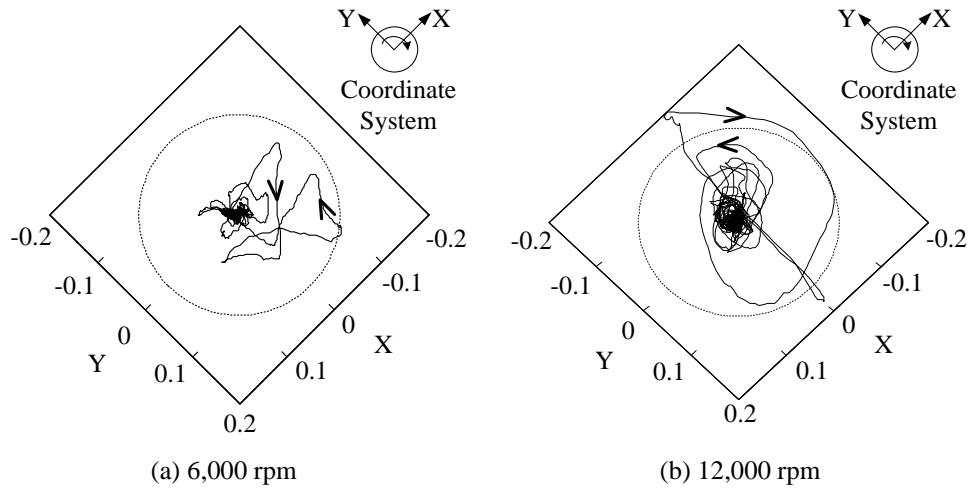 Y X
Coordinate
System
-0.2
-0.1
0
Y
0.1
0.2
0.1
0
X
-0.1
-0.2
(a) 6,000 rpm
Y X
Coordinate
System
-0.2
-0.1
0
Y
0.1
0.2
0.1
0
X
-0.1
-0.2
(b) 12,000 rpm